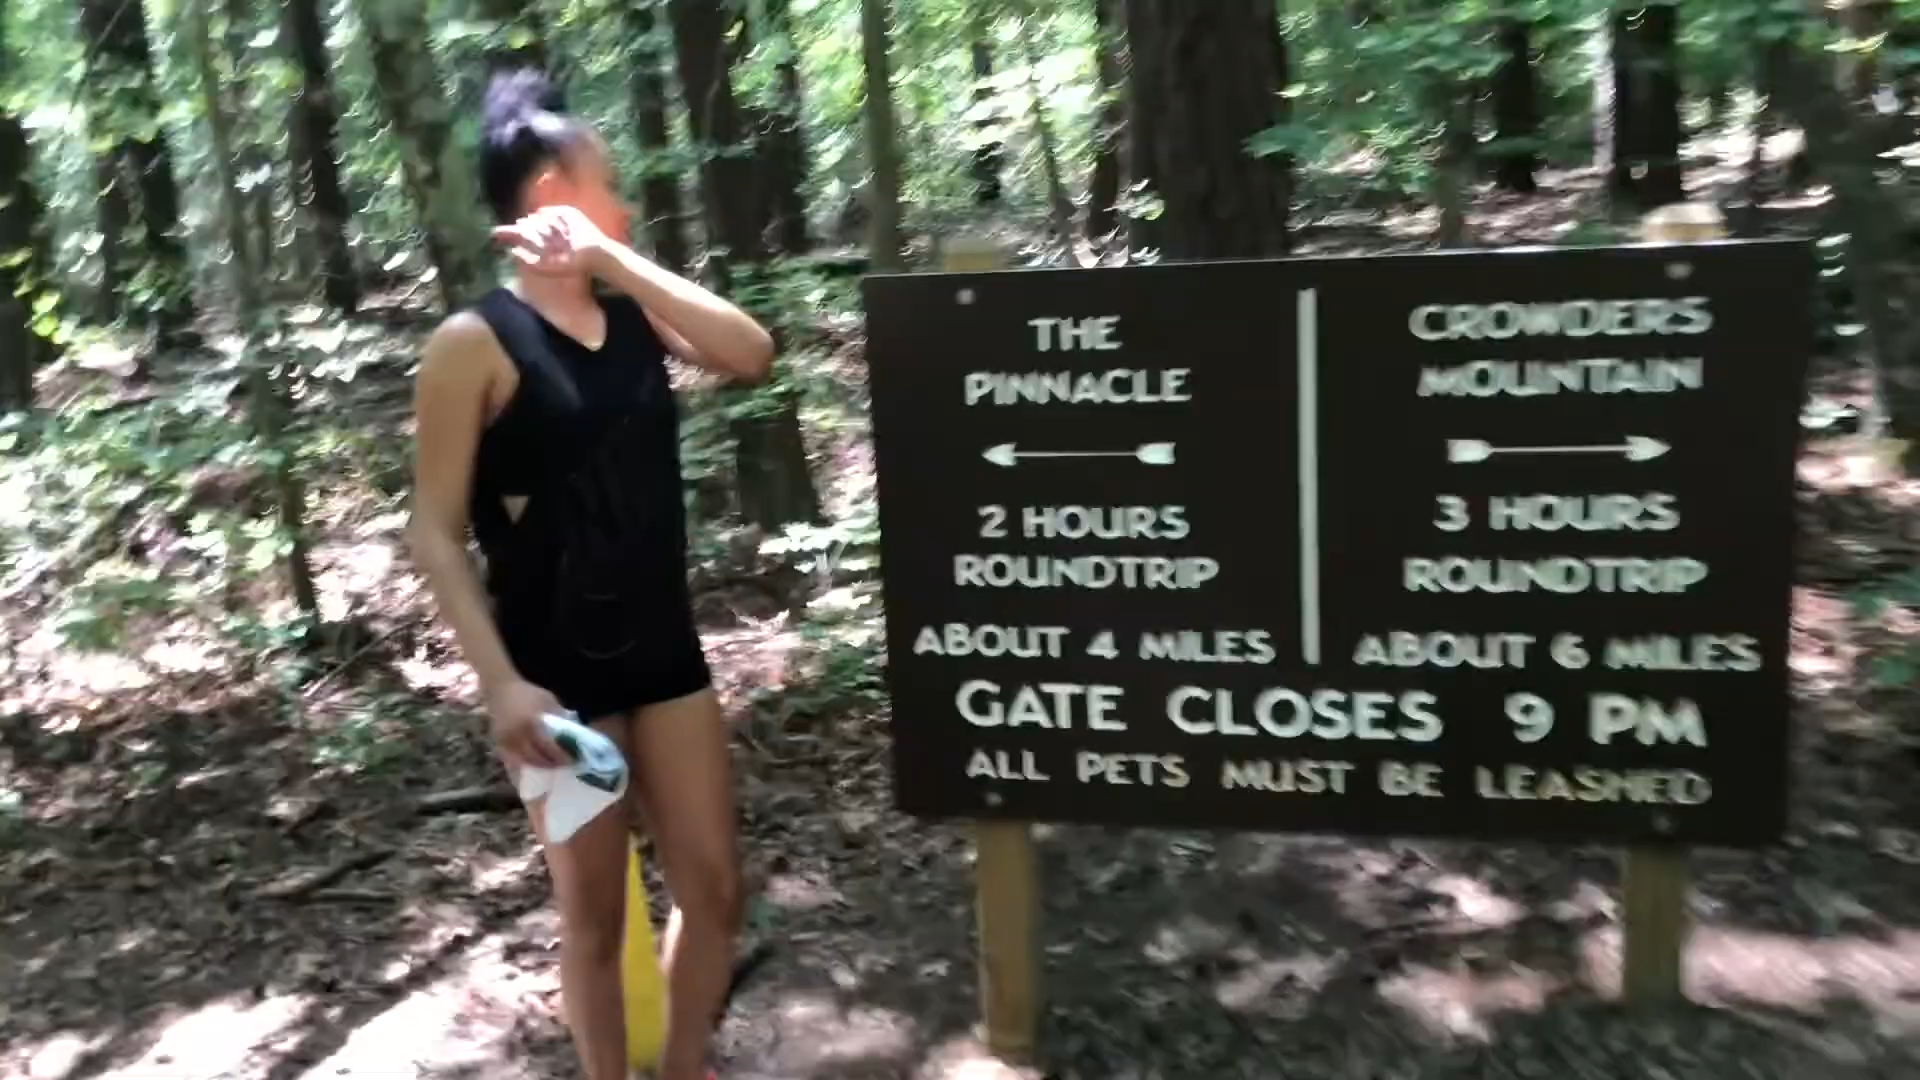 THE
PINNACLE
2 HOURS
ROUNDTRIP
ABOUT 4 MILES
CROWDERS
MOUNTAIN
3 HOURS
ROUNDTRIP
ABOUT 6 MILES
GATE CLOSES 9 PM
ALL PETS MUST BE LEASHED